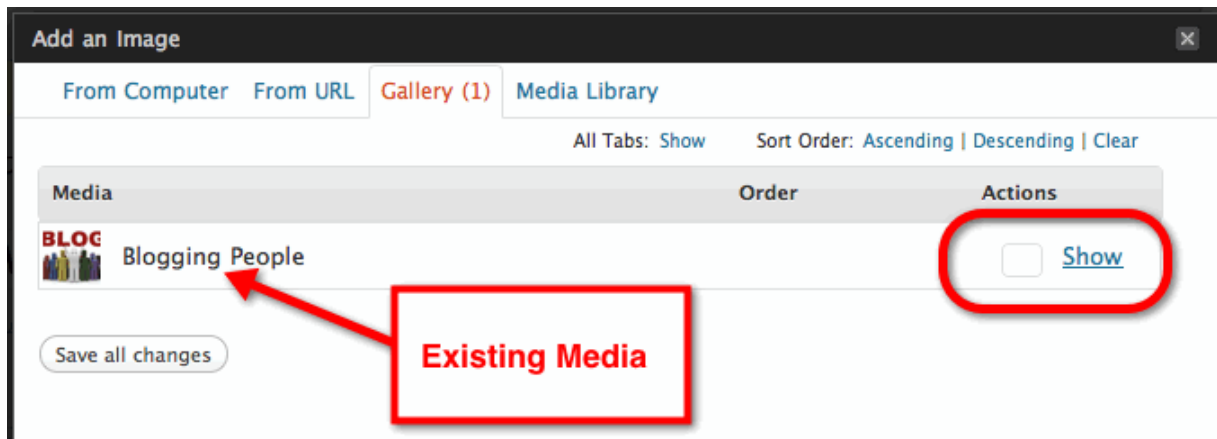 Add an Image
From Computer From URL Gallery (1) Media Library
All Tabs: Show Sort Order: Ascending | Descending | Clear
Media Order Actions
BLOG
Blogging People Show
Existing Media
Save all changes